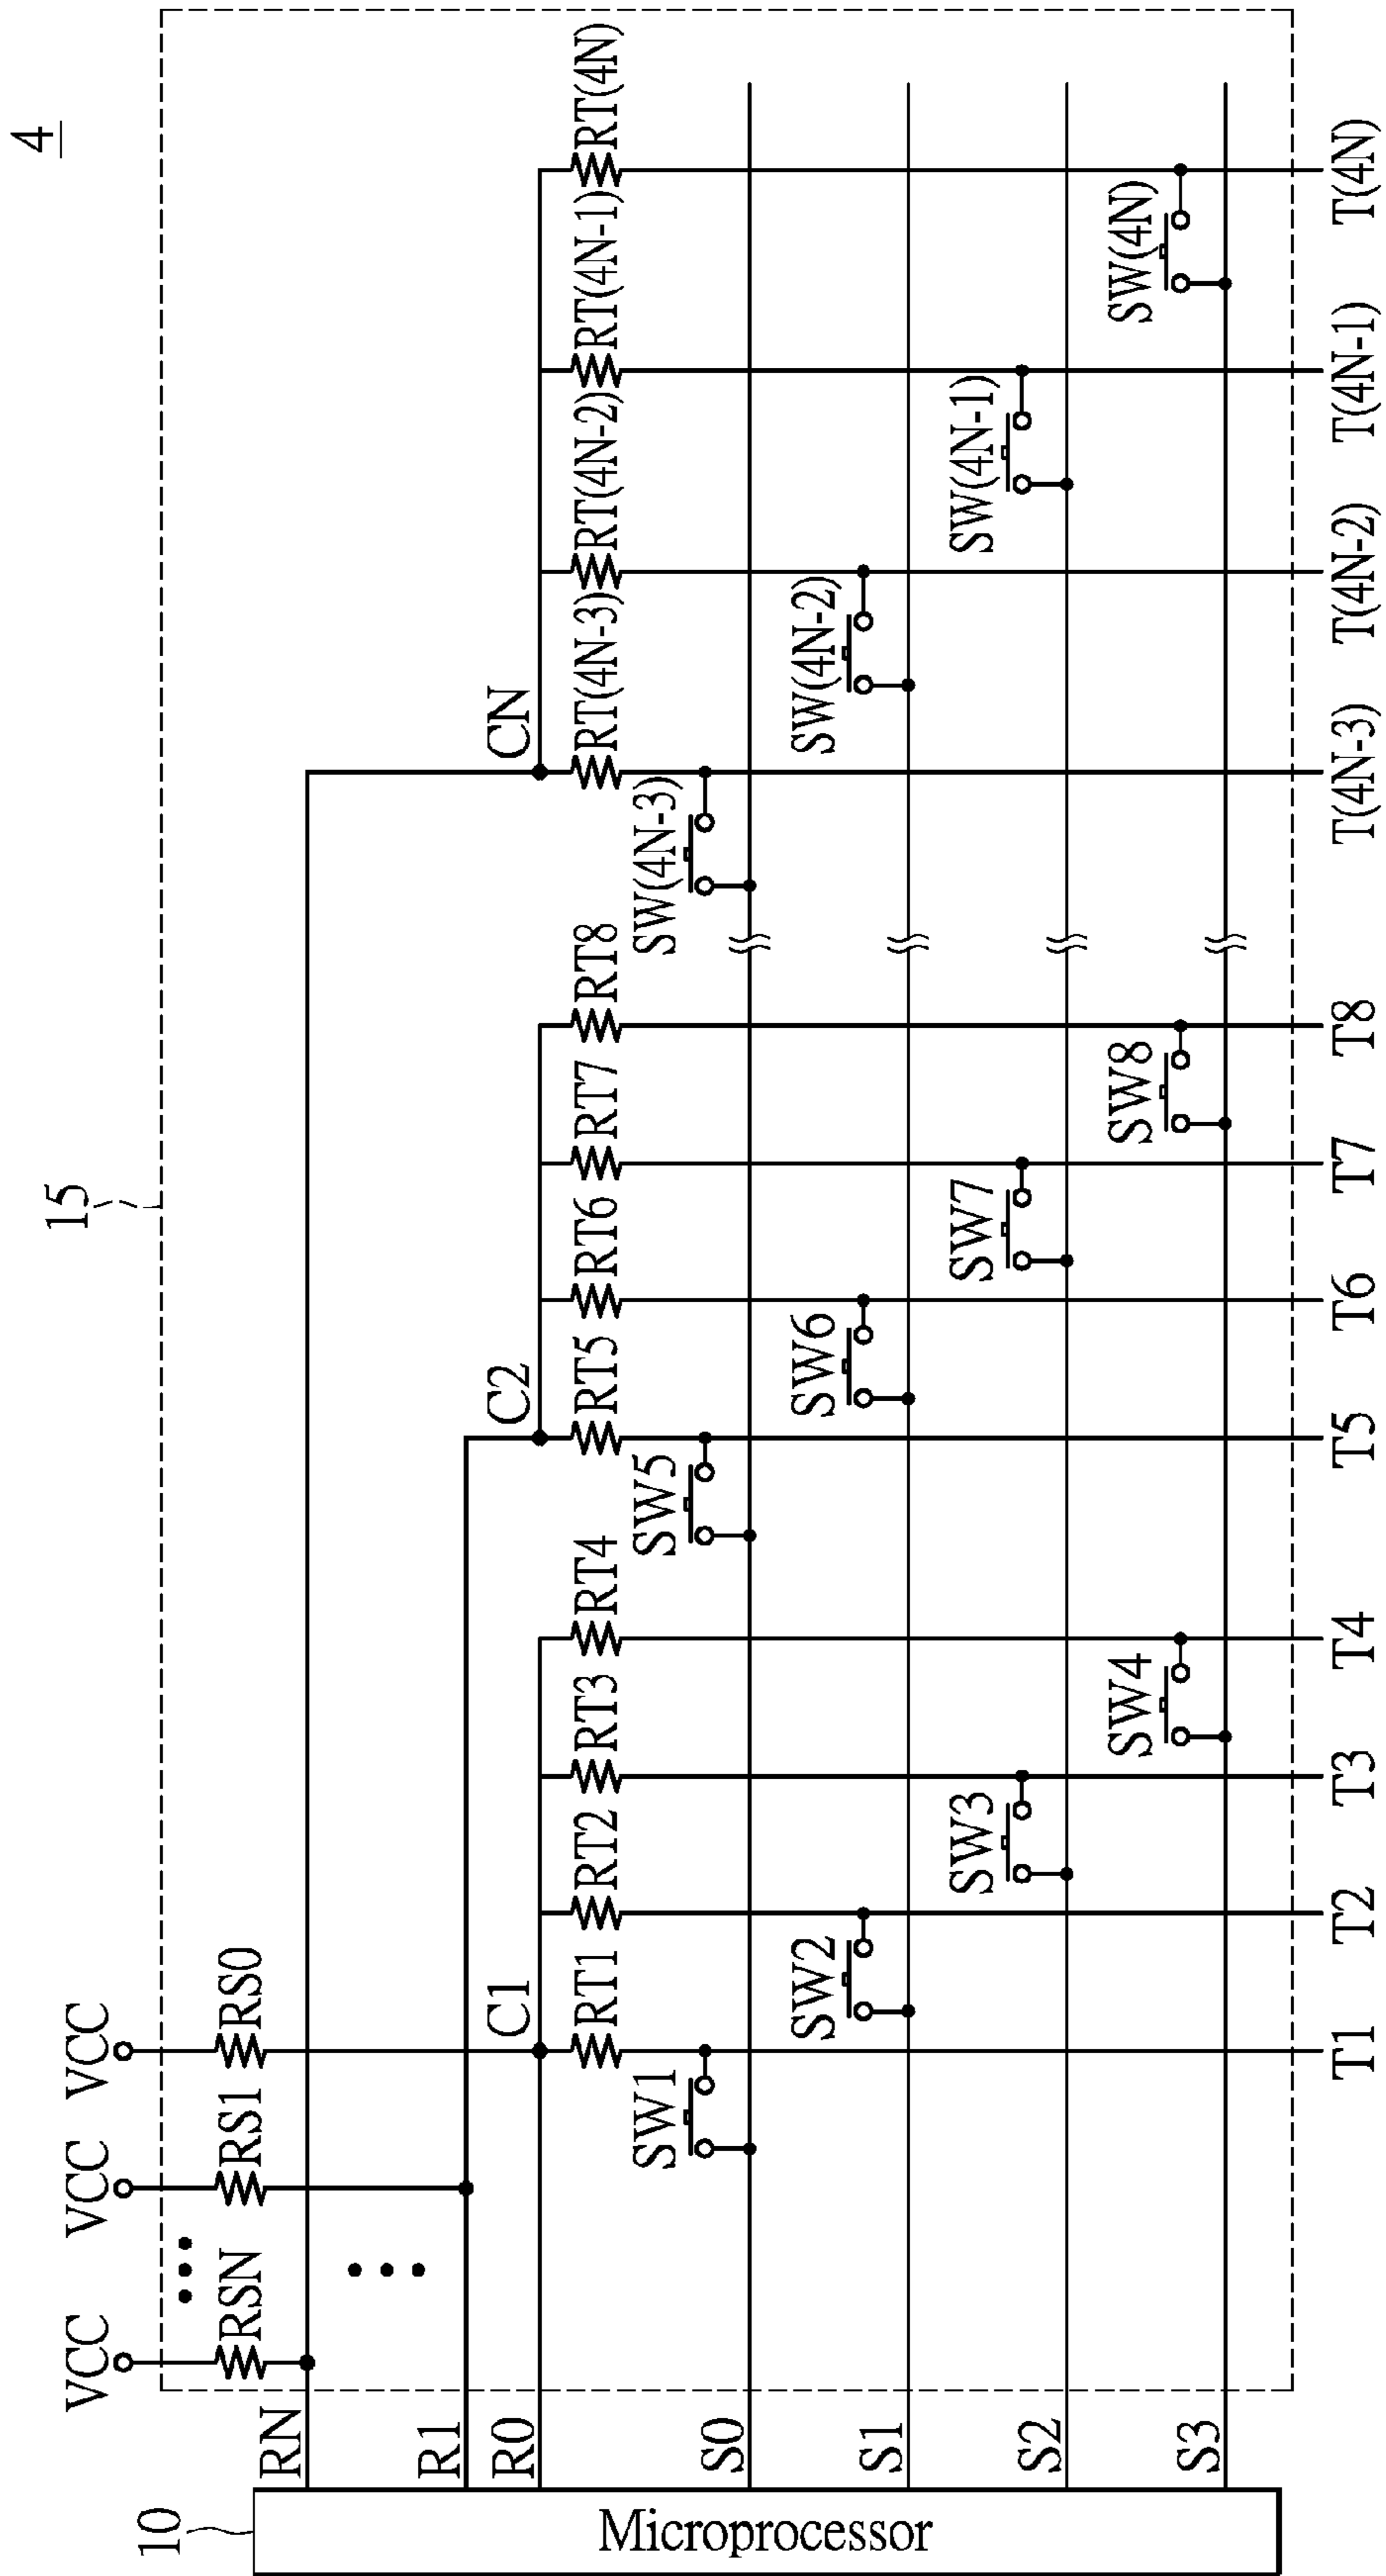 4
15
VCC VCC VCC
RSN RS1 RS0
10
RN
R1
R0
C1 C2 CN
RT1 RT2 RT3 RT4 RT5 RT6 RT7 RT8 RT(4N-3) RT(4N-2) RT(4N-1) RT(4N)
SW1 SW5 SW(4N-3)
S0
SW2 SW6 SW(4N-2)
S1
SW3 SW7 SW(4N-1)
S2
SW4 SW8 SW(4N)
S3
Microprocessor
T1 T2 T3 T4 T5 T6 T7 T8 T(4N-3) T(4N-2) T(4N-1) T(4N)